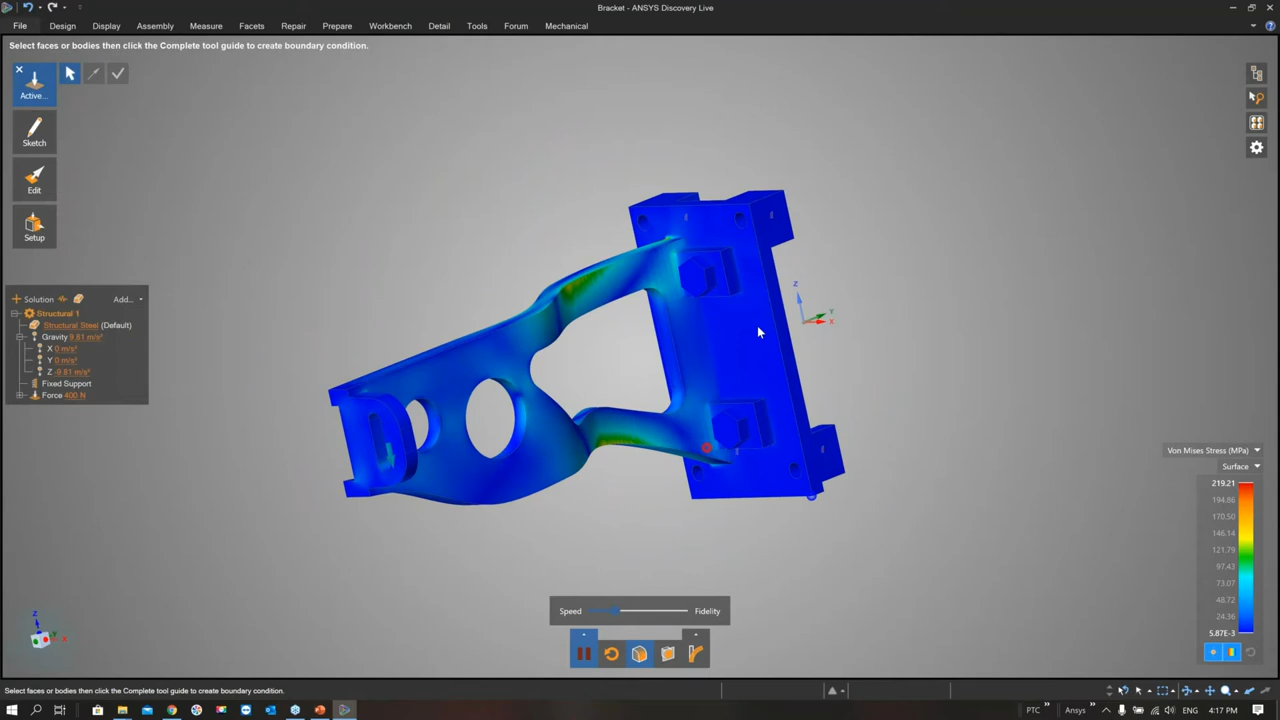 Bracket - ANSYS Discovery Live
File Design Display Assembly Measure Facets Repair Prepare Workbench Detail Tools Forum Mechanical
Select faces or bodies then click the Complete tool guide to create boundary condition.
Active...
Sketch
Edit
Setup
Solution Add...
Structural 1
Structural Steel (Default)
Gravity 9.81 m/s²
X 0 m/s²
Y 0 m/s²
Z -9.81 m/s²
Fixed Support
Force 400 N
Z
Y
X
Von Mises Stress (MPa)
Surface
219.21
194.86
170.50
146.14
121.79
97.43
73.07
48.72
24.36
5.87E-3
Speed Fidelity
Z
Y
X
Select faces or bodies then click the Complete tool guide to create boundary condition.
PTC » Ansys » ENG 4:17 PM